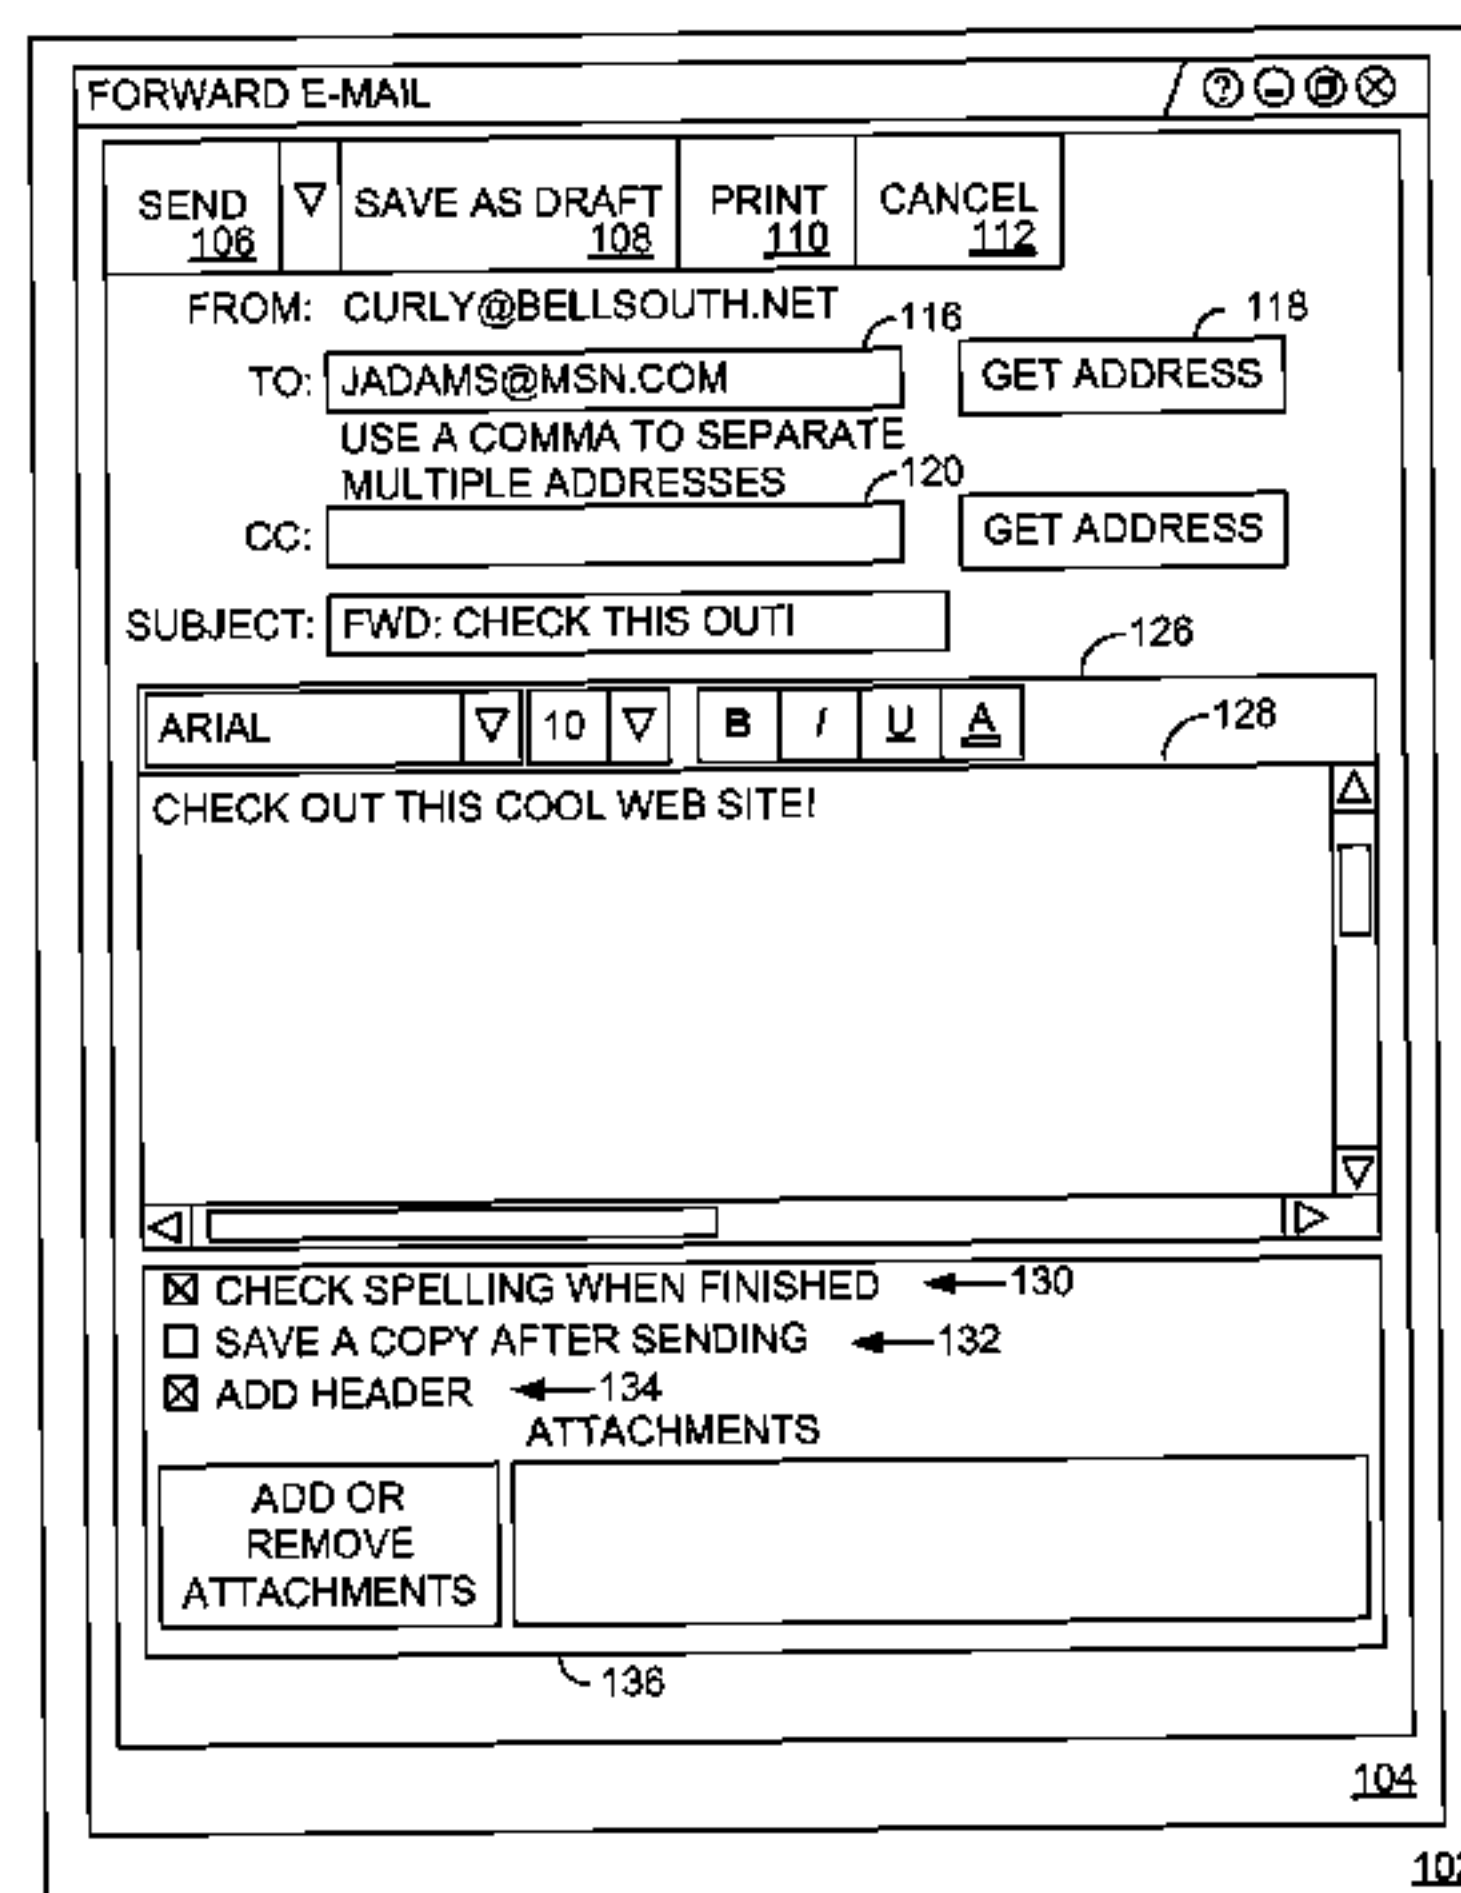 FORWARD E-MAIL ?
SEND SAVE AS DRAFT PRINT CANCEL
106 108 110 112
FROM: CURLY@BELLSOUTH.NET
116 118
TO: JADAMS@MSN.COM GET ADDRESS
USE A COMMA TO SEPARATE
MULTIPLE ADDRESSES
120
CC: GET ADDRESS
SUBJECT: FWD: CHECK THIS OUT!
126
ARIAL 10 B I U A
128
CHECK OUT THIS COOL WEB SITE!
CHECK SPELLING WHEN FINISHED 130
SAVE A COPY AFTER SENDING 132
ADD HEADER 134
ATTACHMENTS
ADD OR
REMOVE
ATTACHMENTS
136
104